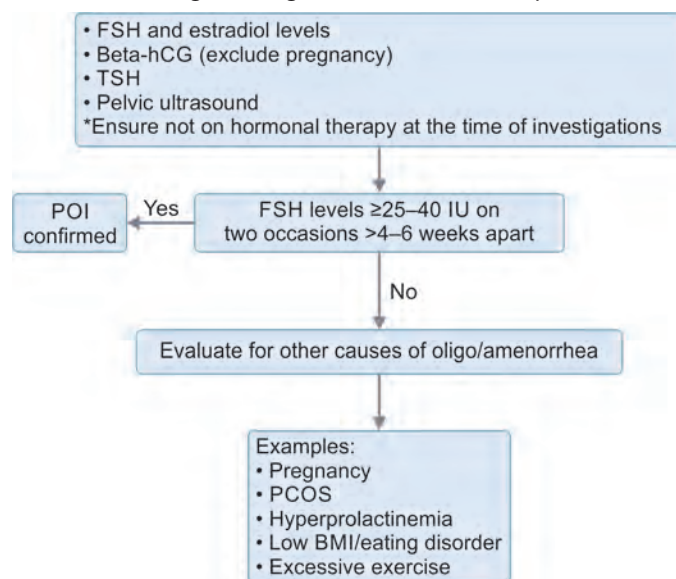 • FSH and estradiol levels
• Beta-hCG (exclude pregnancy)
• TSH
• Pelvic ultrasound
*Ensure not on hormonal therapy at the time of investigations
POI
confirmed
Yes
FSH levels ≥25–40 IU on
two occasions >4–6 weeks apart
No
Evaluate for other causes of oligo/amenorrhea
Examples:
• Pregnancy
• PCOS
• Hyperprolactinemia
• Low BMI/eating disorder
• Excessive exercise